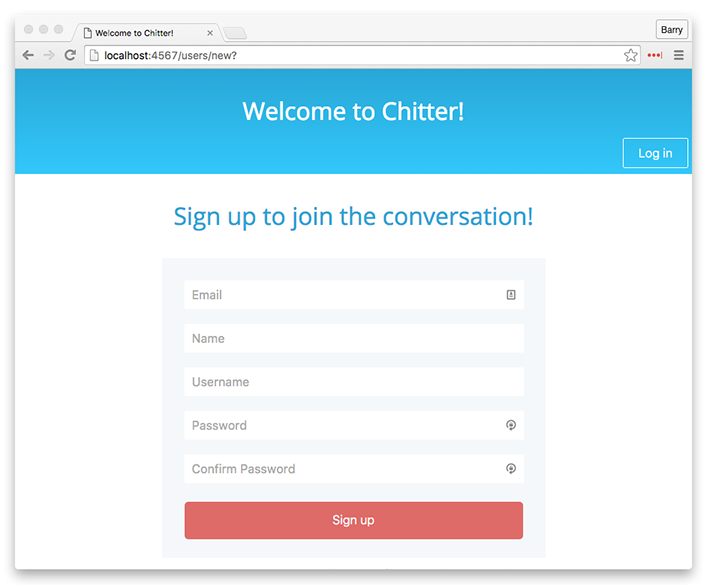 Welcome to Chitter!
Barry
localhost:4567/users/new?
Welcome to Chitter!
Log in
Sign up to join the conversation!
Email
Name
Username
Password
Confirm Password
Sign up